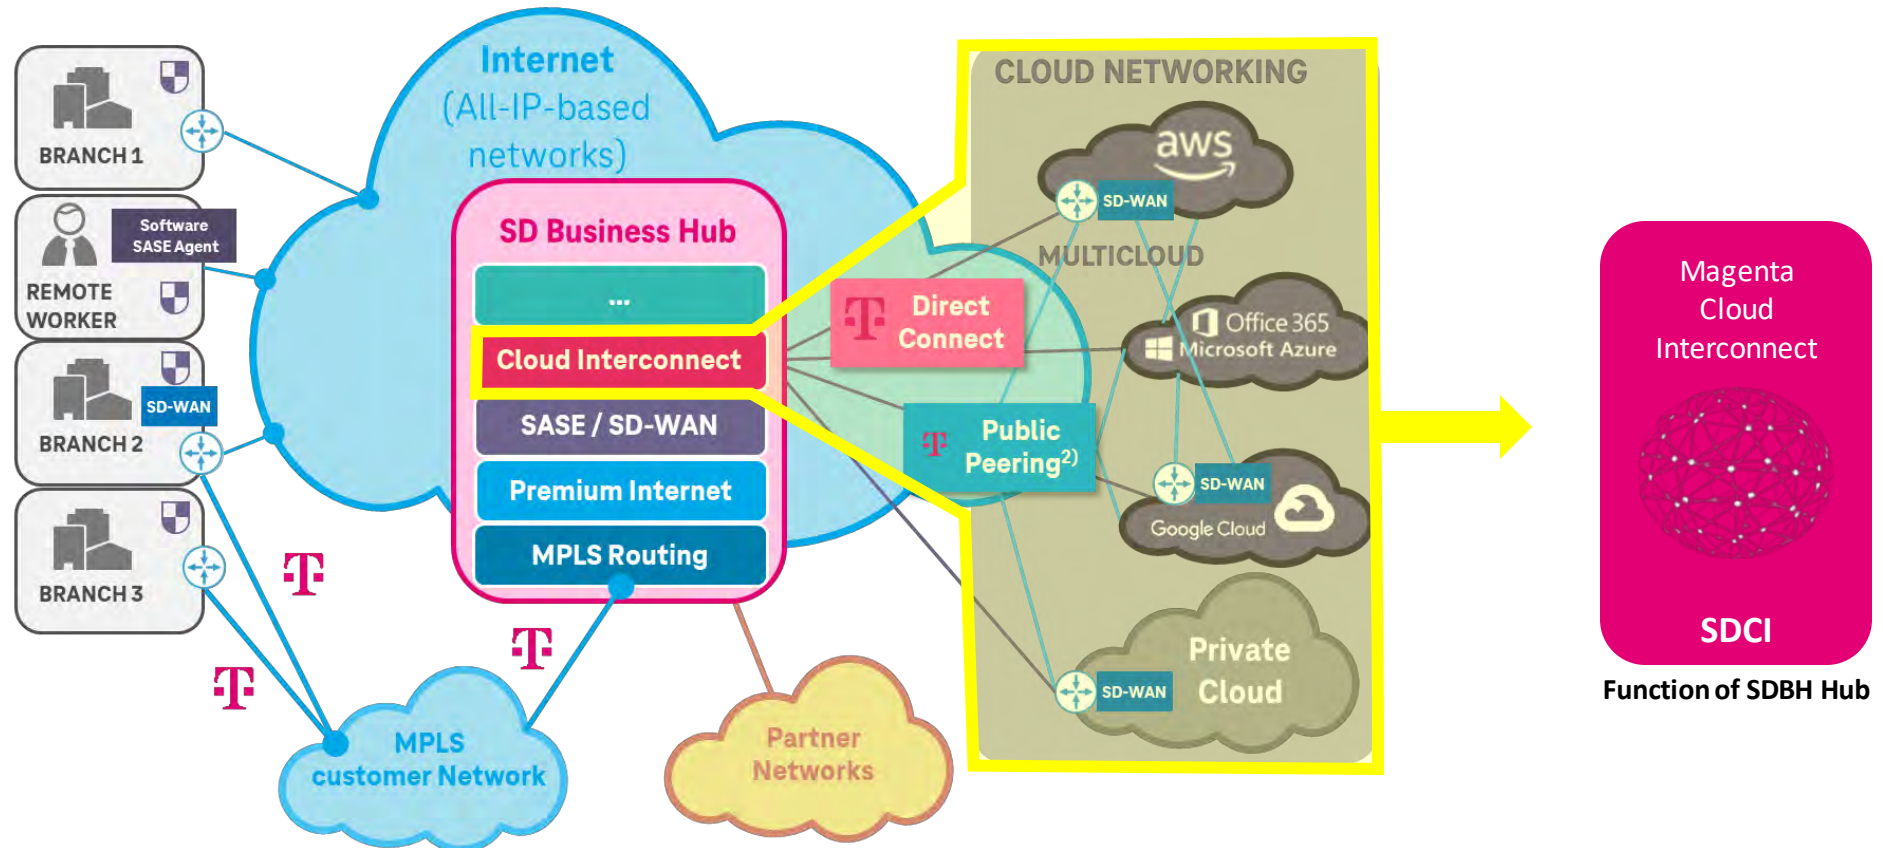 Internet
(All-IP-based
networks)
BRANCH 1
Software
SASE Agent
REMOTE
WORKER
SD-WAN
BRANCH 2
BRANCH 3
SD Business Hub
...
Cloud Interconnect
SASE / SD-WAN
Premium Internet
MPLS Routing
T
T
T
MPLS
customer Network
Partner
Networks
T
Direct
Connect
T
Public
Peering²⁾
CLOUD NETWORKING
aws
SD-WAN
MULTICLOUD
Office 365
Microsoft Azure
SD-WAN
Google Cloud
Private
Cloud
SD-WAN
Magenta
Cloud
Interconnect
SDCI
Function of SDBH Hub